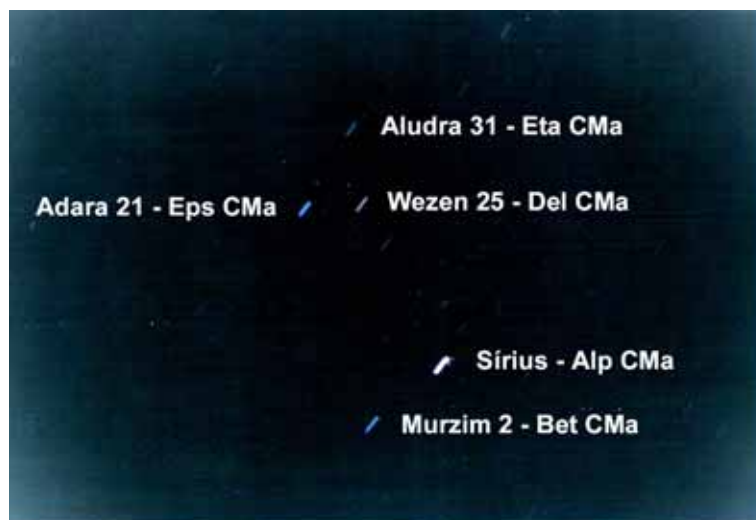 Aludra 31 - Eta CMa
Adara 21 - Eps CMa
Wezen 25 - Del CMa
Sírius - Alp CMa
Murzim 2 - Bet CMa